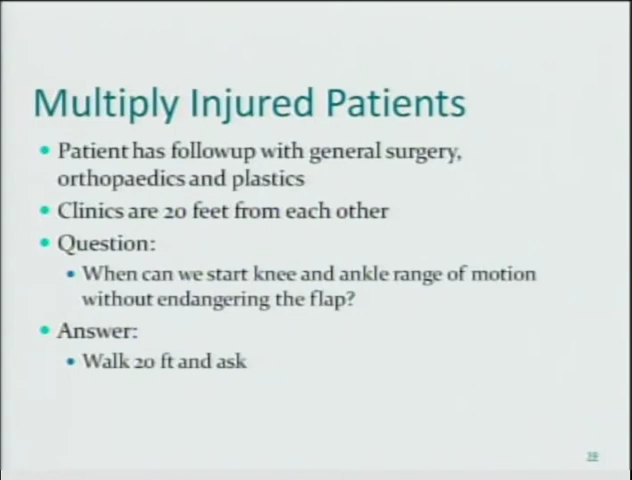 Multiply Injured Patients
Patient has followup with general surgery,
orthopaedics and plastics
Clinics are 20 feet from each other
Question:
When can we start knee and ankle range of motion
without endangering the flap?
Answer:
Walk 20 ft and ask